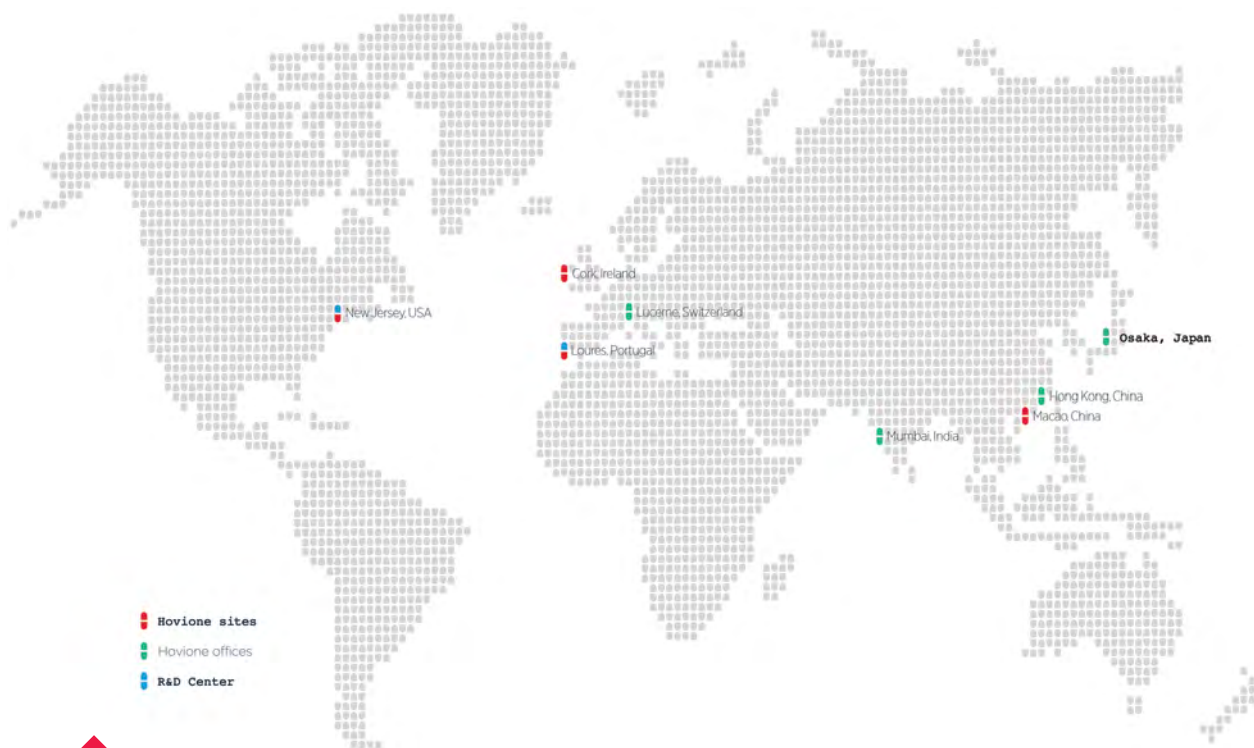 Cork, Ireland
New Jersey, USA
Lucerne, Switzerland
Osaka, Japan
Loures, Portugal
Hong Kong, China
Macao, China
Mumbai, India
Hovione sites
Hovione offices
R&D Center